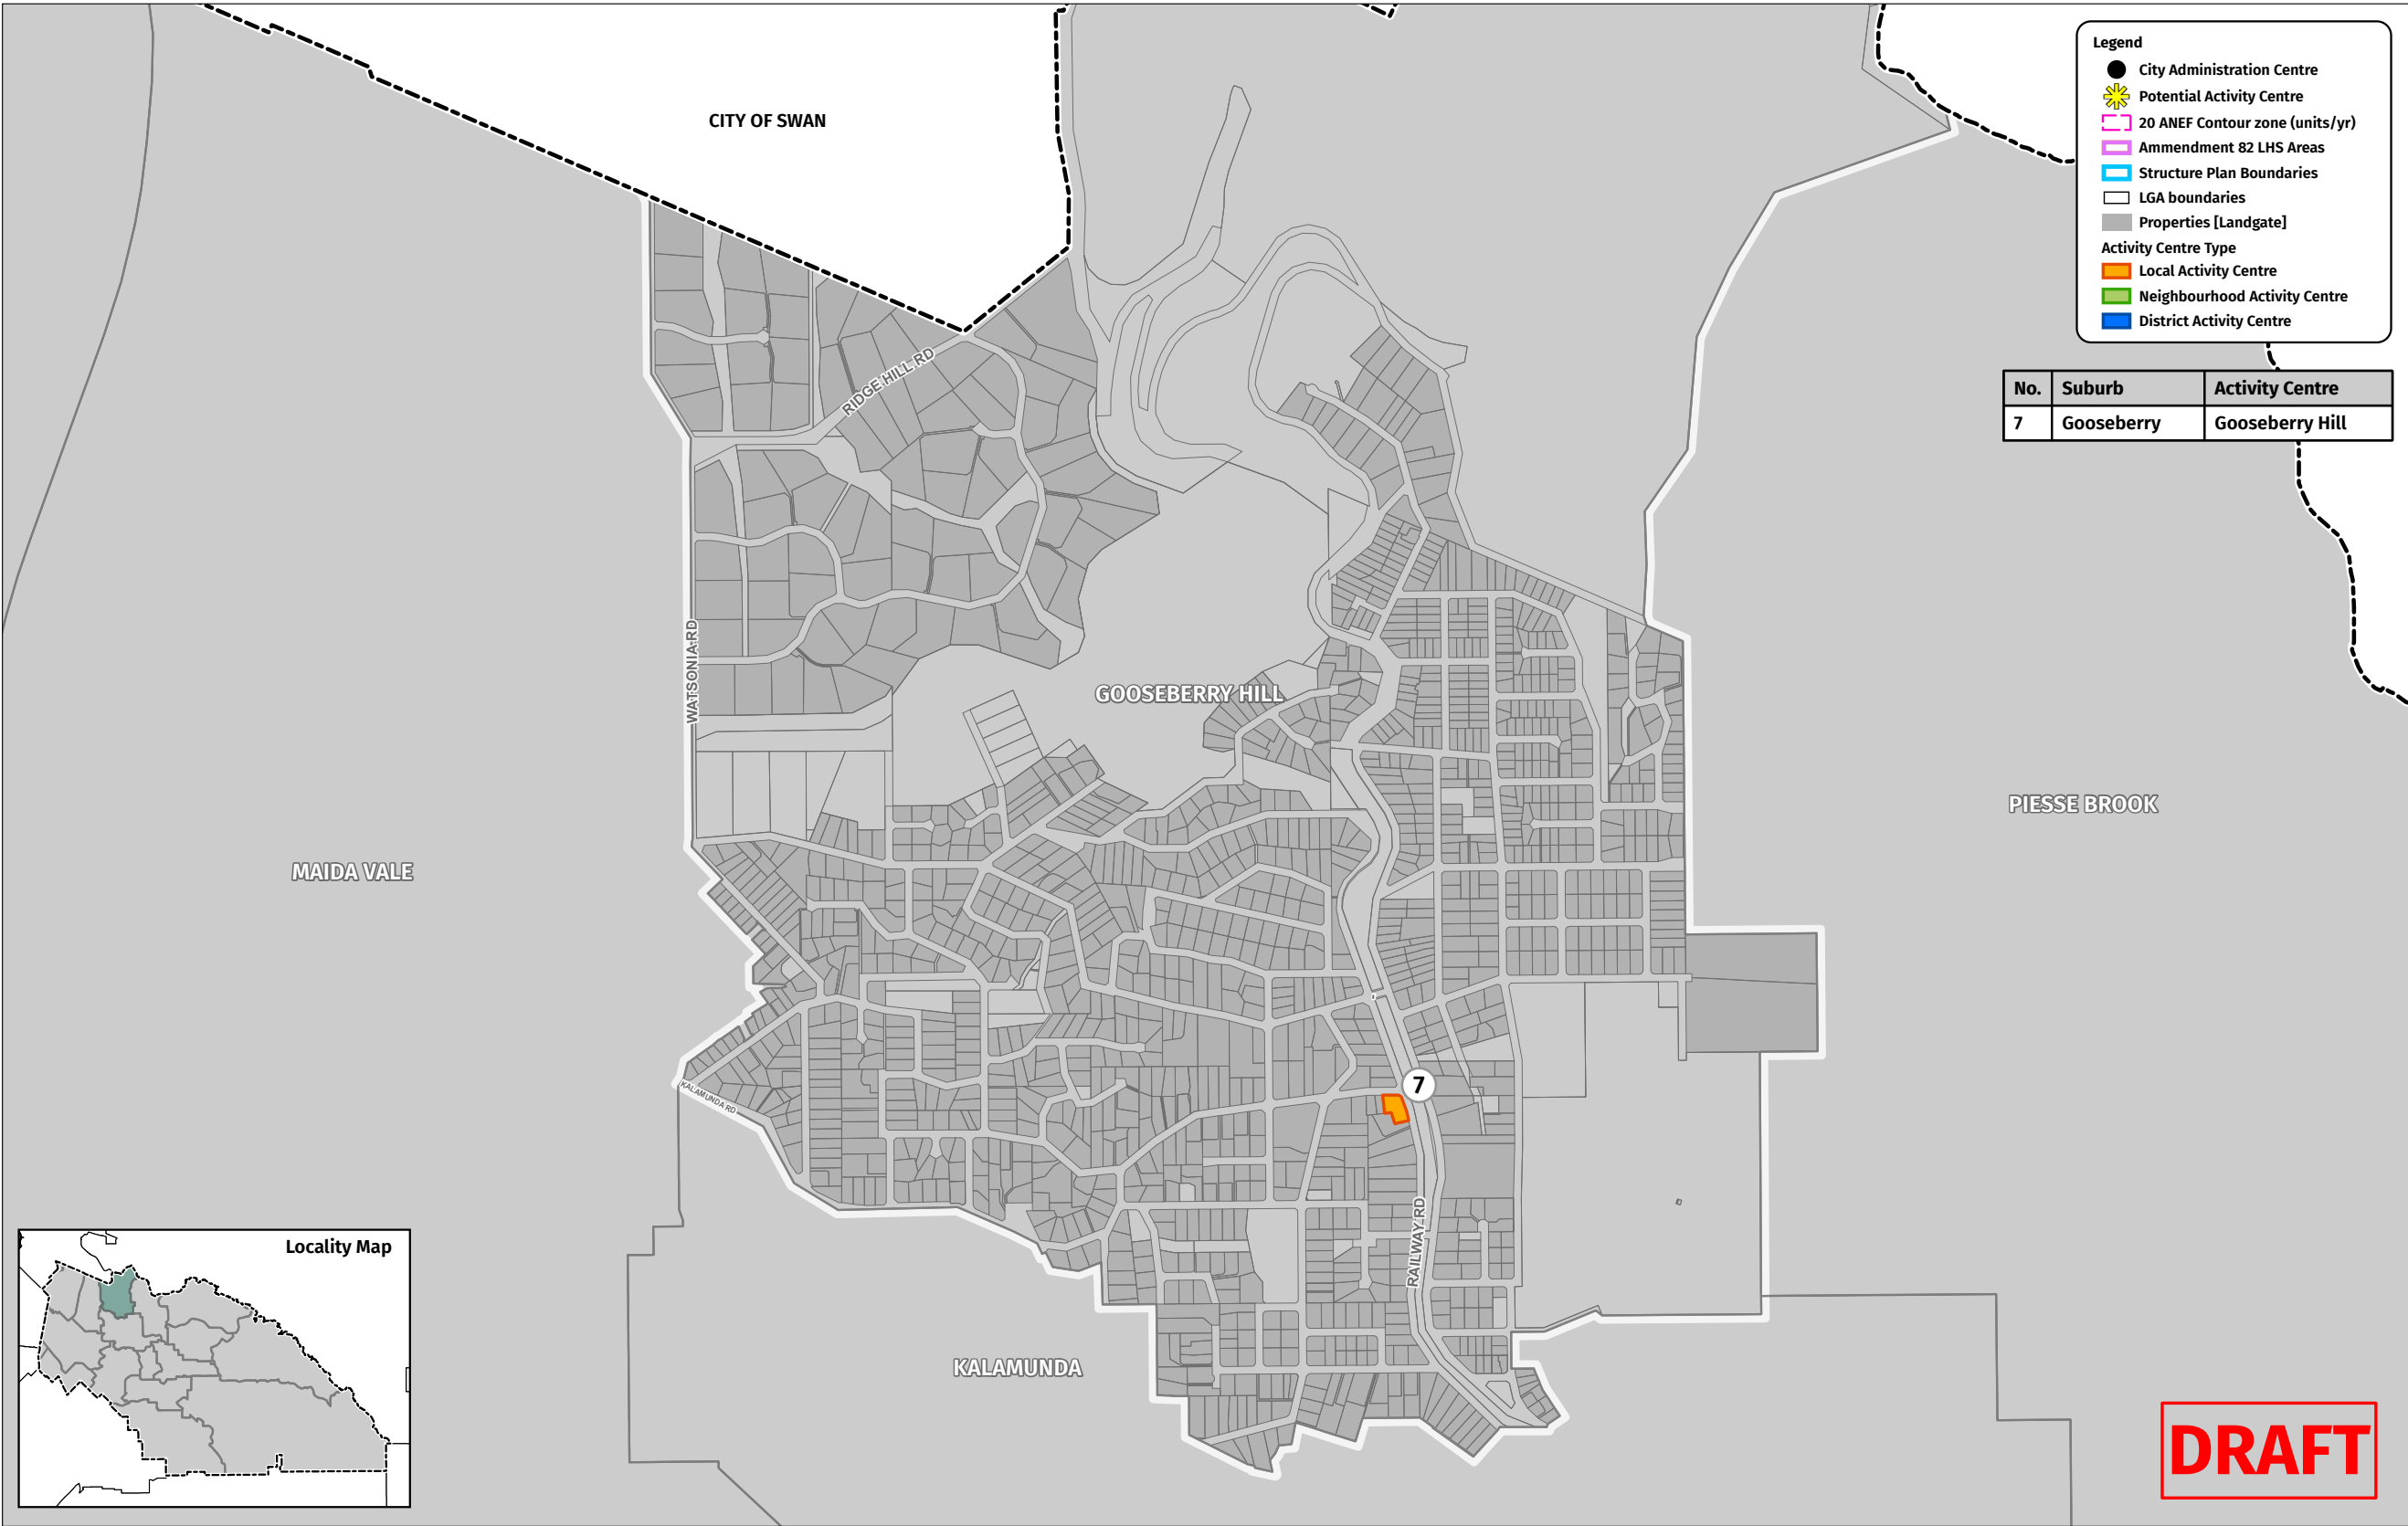 CITY OF SWAN
Legend
City Administration Centre
Potential Activity Centre
20 ANEF Contour zone (units/yr)
Ammendment 82 LHS Areas
Structure Plan Boundaries
LGA boundaries
Properties [Landgate]
Activity Centre Type
Local Activity Centre
Neighbourhood Activity Centre
District Activity Centre
No. Suburb Activity Centre
7 Gooseberry Gooseberry Hill
RIDGE HILL RD
WATSONIA RD
GOOSEBERRY HILL
PIESSE BROOK
MAIDA VALE
7
KALAMUNDA RD
RAILWAY RD
Locality Map
KALAMUNDA
DRAFT